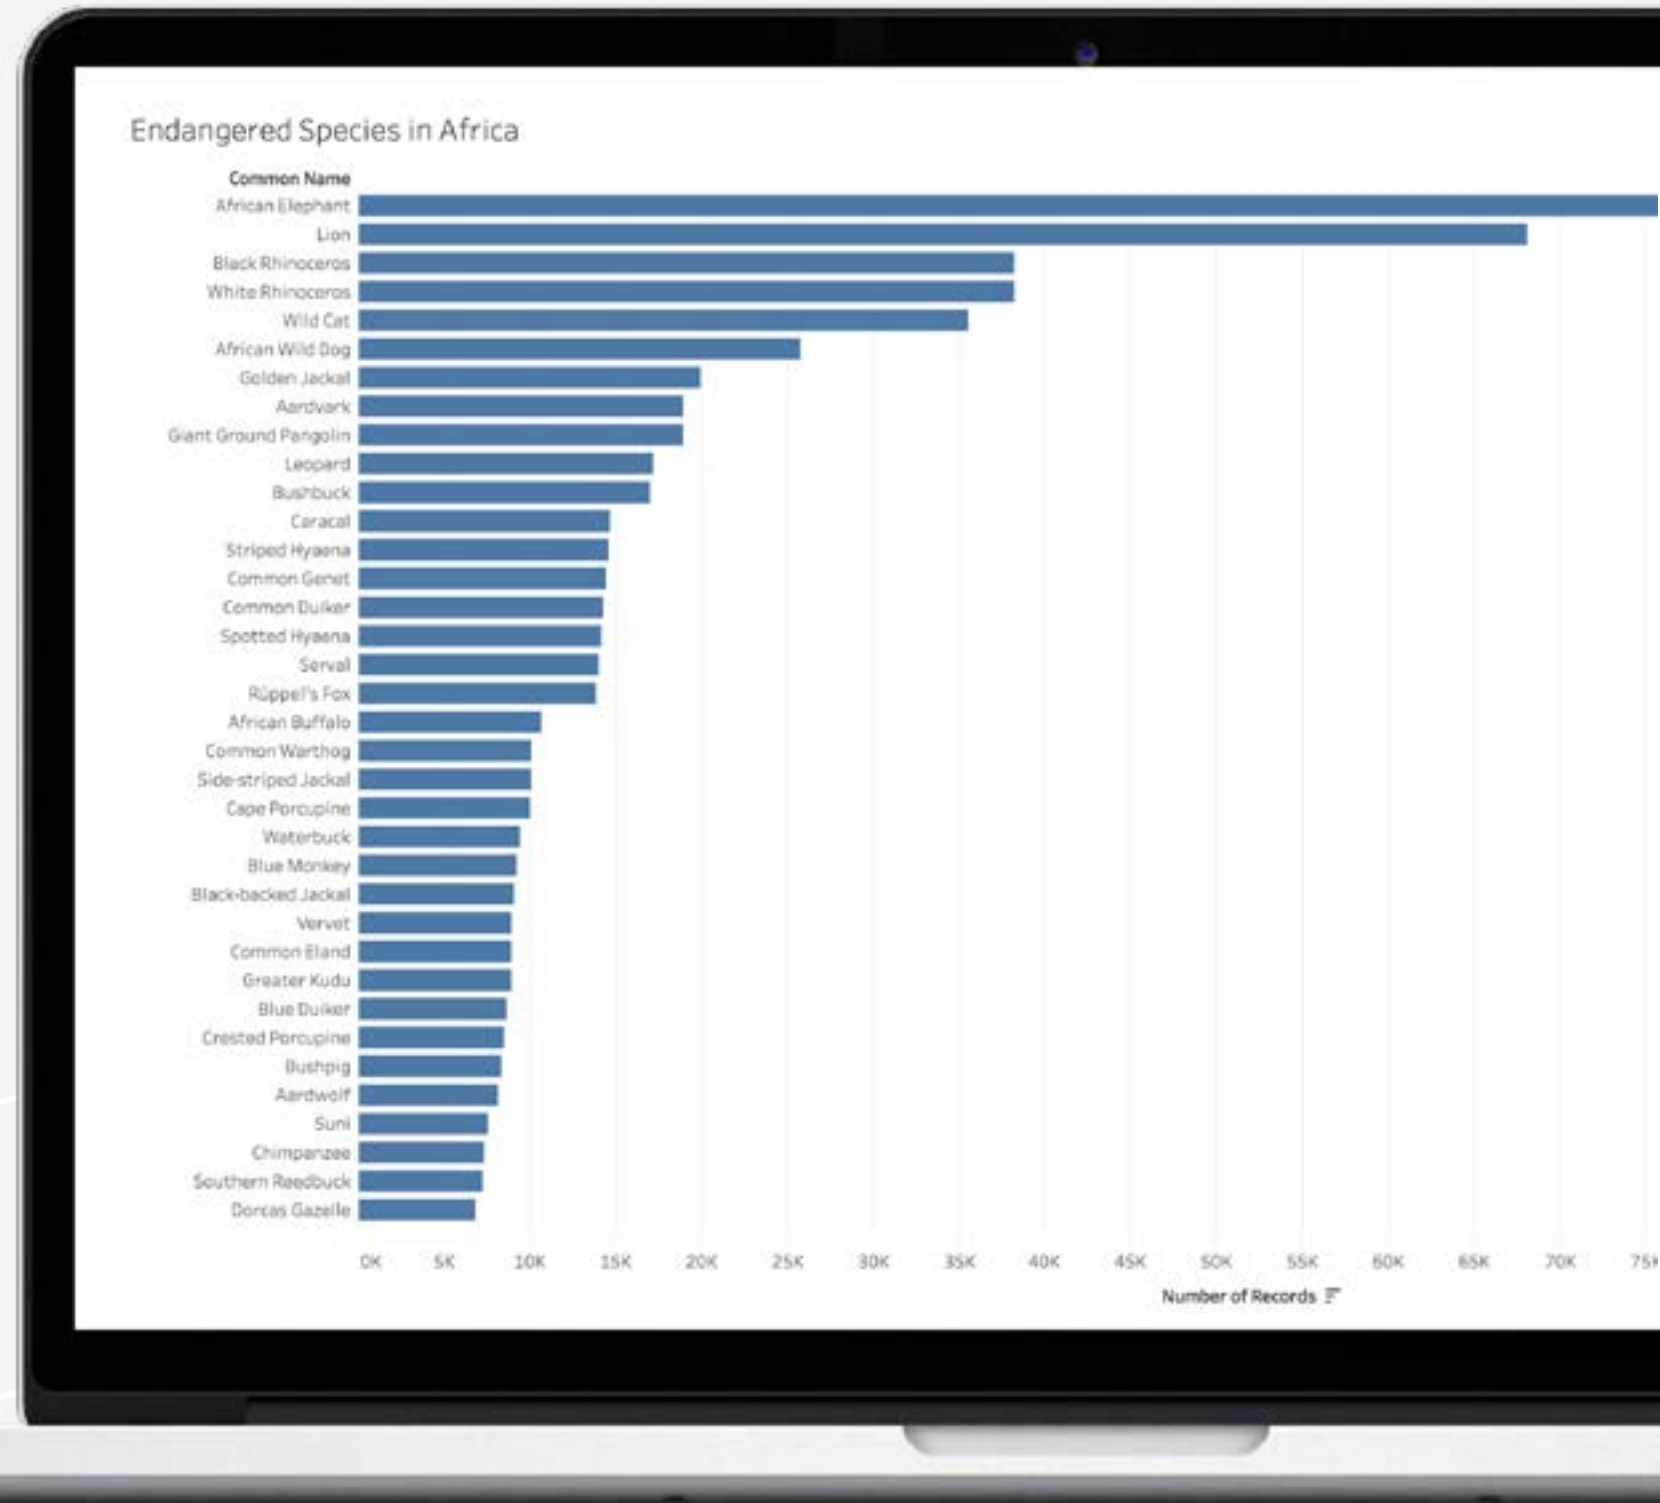 Endangered Species in Africa
Common Name
African Elephant
Lion
Black Rhinoceros
White Rhinoceros
Wild Cat
African Wild Dog
Golden Jackal
Aardvark
Giant Ground Pangolin
Leopard
Bushbuck
Caracal
Striped Hyaena
Common Genet
Common Duiker
Spotted Hyaena
Serval
Rüppel's Fox
African Buffalo
Common Warthog
Side-striped Jackal
Cape Porcupine
Waterbuck
Blue Monkey
Black-backed Jackal
Vervet
Common Eland
Greater Kudu
Blue Duiker
Crested Porcupine
Bushpig
Aardwolf
Suni
Chimpanzee
Southern Reedbuck
Dorcas Gazelle
0K 5K 10K 15K 20K 25K 30K 35K 40K 45K 50K 55K 60K 65K 70K 75K
Number of Records